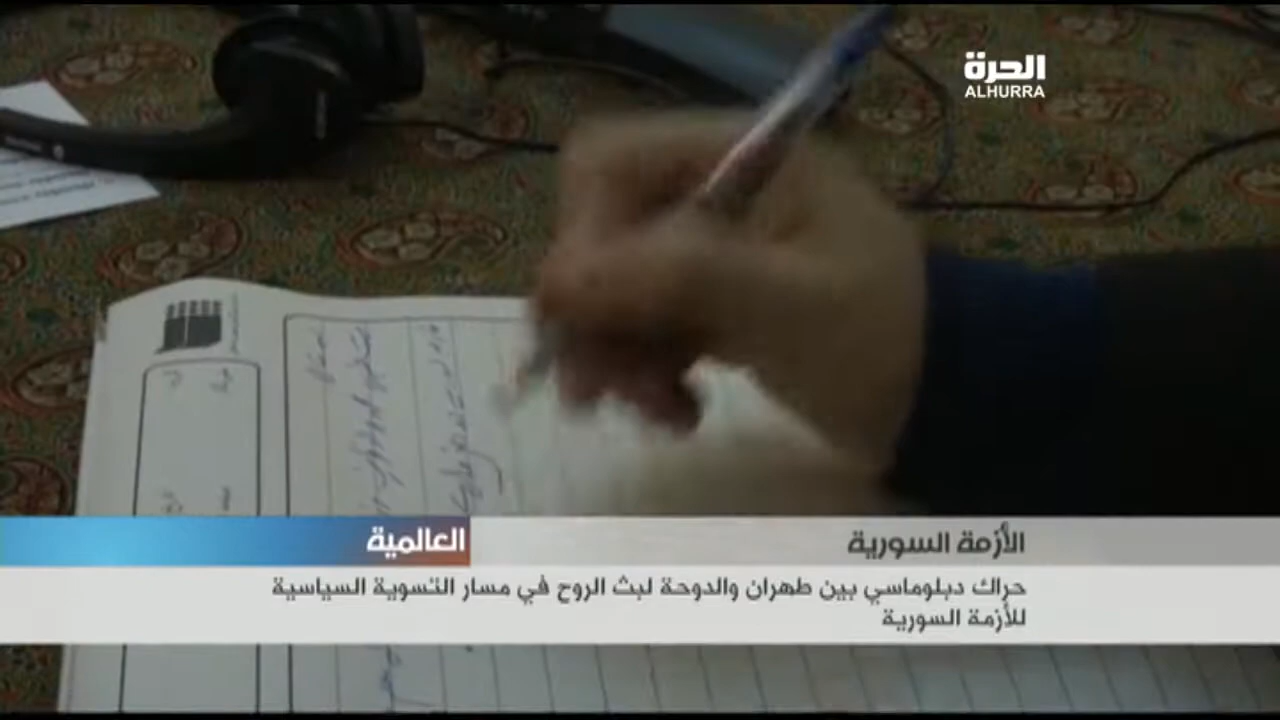 الحرة
ALHURRA
الأزمة السورية
العالمية
حراك دبلوماسي بين طهران والدوحة لبث الروح في مسار التسوية السياسية
للأزمة السورية